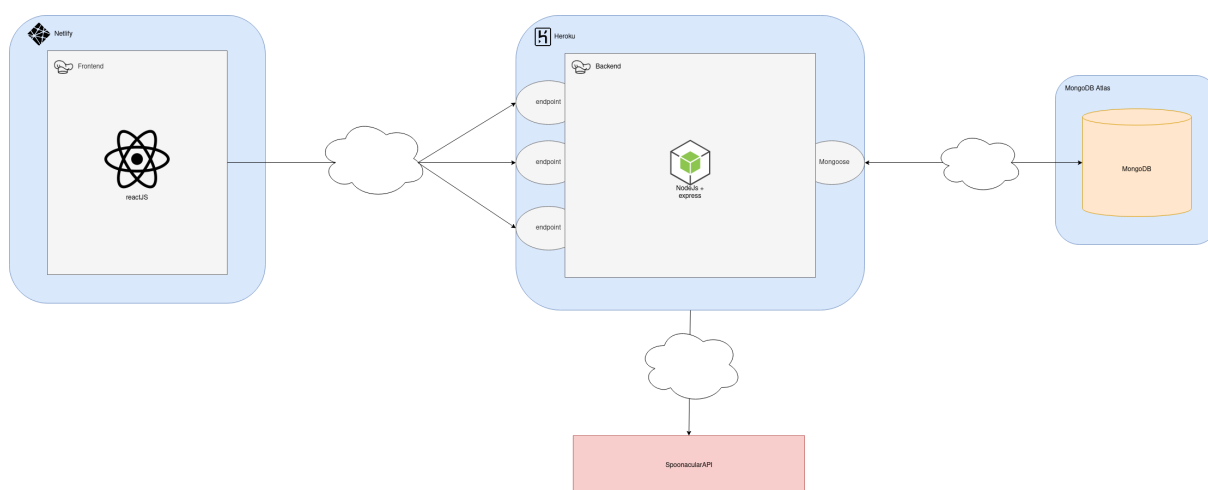 Netlify
Frontend
reactJS
Heroku
Backend
endpoint
endpoint
endpoint
NodeJs +
express
Mongoose
MongoDB Atlas
MongoDB
SpoonacularAPI